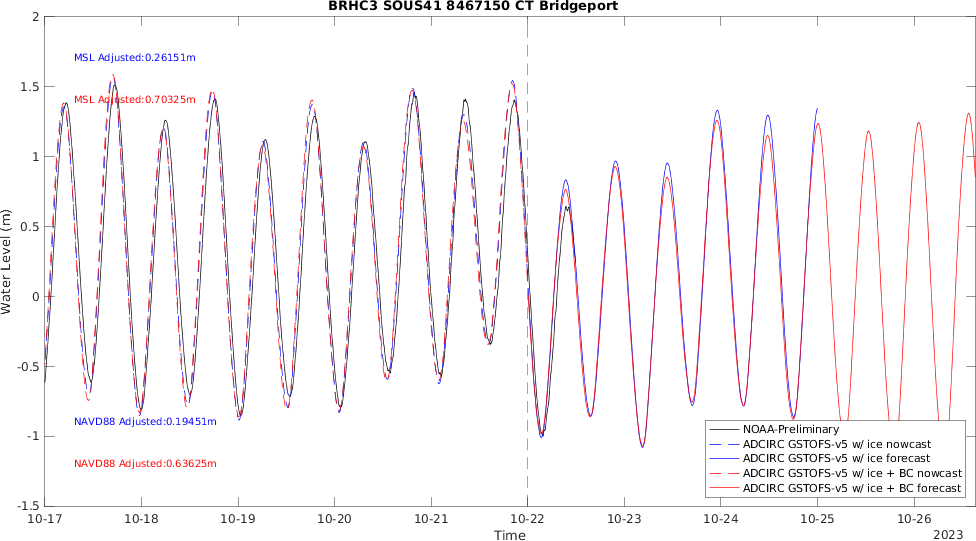 BRHC3 SOUS41 8467150 CT Bridgeport
2
MSL Adjusted:0.26151m
1.5
MSL Adjusted:0.70325m
1
0.5
Water Level (m)
0
-0.5
NAVD88 Adjusted:0.19451m
-1
NAVD88 Adjusted:0.63625m
-1.5
NOAA-Preliminary
ADCIRC GSTOFS-v5 w/ ice nowcast
ADCIRC GSTOFS-v5 w/ ice forecast
ADCIRC GSTOFS-v5 w/ ice + BC nowcast
ADCIRC GSTOFS-v5 w/ ice + BC forecast
10-17 10-18 10-19 10-20 10-21 10-22 10-23 10-24 10-25 10-26
Time
2023